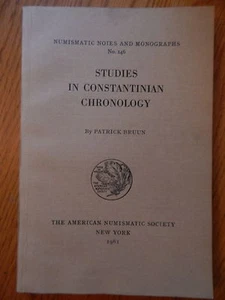 NUMISMATIC NOTES AND MONOGRAPHS
No. 146
STUDIES
IN CONSTANTINIAN
CHRONOLOGY
By PATRICK BRUUN
THE AMERICAN NUMISMATIC SOCIETY
NEW YORK
1961